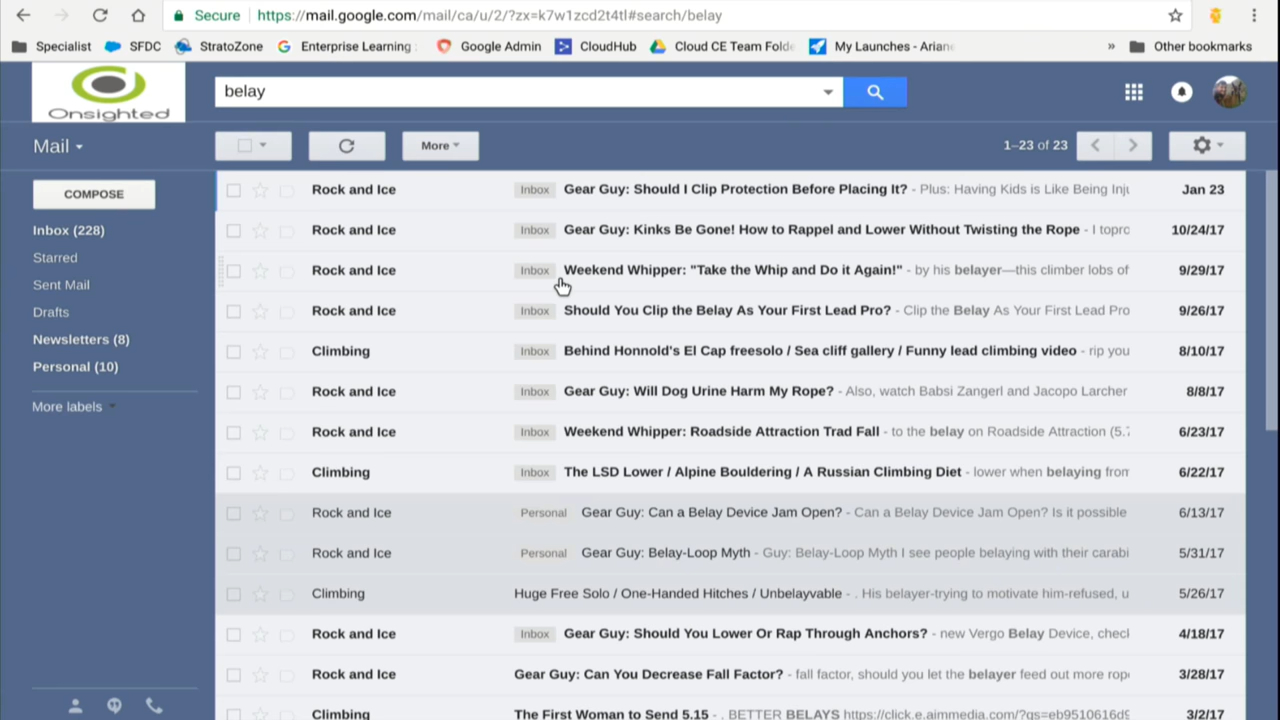 Secure https://mail.google.com/mail/ca/u/2/?zx=k7w1zcd2t4tl#search/belay
Specialist SFDC StratoZone Enterprise Learning Google Admin CloudHub Cloud CE Team Folde My Launches - Ariane » Other bookmarks
Onsighted
belay
Mail
More
1–23 of 23
COMPOSE
Inbox (228)
Starred
Sent Mail
Drafts
Newsletters (8)
Personal (10)
More labels
Rock and Ice Inbox Gear Guy: Should I Clip Protection Before Placing It? - Plus: Having Kids is Like Being Inju Jan 23
Rock and Ice Inbox Gear Guy: Kinks Be Gone! How to Rappel and Lower Without Twisting the Rope - I toprc 10/24/17
Rock and Ice Inbox Weekend Whipper: "Take the Whip and Do it Again!" - by his belayer—this climber lobs of 9/29/17
Rock and Ice Inbox Should You Clip the Belay As Your First Lead Pro? - Clip the Belay As Your First Lead Pro 9/26/17
Climbing Inbox Behind Honnold's El Cap freesolo / Sea cliff gallery / Funny lead climbing video - rip you 8/10/17
Rock and Ice Inbox Gear Guy: Will Dog Urine Harm My Rope? - Also, watch Babsi Zangerl and Jacopo Larcher 8/8/17
Rock and Ice Inbox Weekend Whipper: Roadside Attraction Trad Fall - to the belay on Roadside Attraction (5.7 6/23/17
Climbing Inbox The LSD Lower / Alpine Bouldering / A Russian Climbing Diet - lower when belaying from 6/22/17
Rock and Ice Personal Gear Guy: Can a Belay Device Jam Open? - Can a Belay Device Jam Open? Is it possible 6/13/17
Rock and Ice Personal Gear Guy: Belay-Loop Myth - Guy: Belay-Loop Myth I see people belaying with their carabi 5/31/17
Climbing Huge Free Solo / One-Handed Hitches / Unbelayvable - . His belayer-trying to motivate him-refused, u 5/26/17
Rock and Ice Inbox Gear Guy: Should You Lower Or Rap Through Anchors? - new Vergo Belay Device, check 4/18/17
Rock and Ice Gear Guy: Can You Decrease Fall Factor? - fall factor, should you let the belayer feed out more rope 3/28/17
Climbing The First Woman to Send 5.15 - . BETTER BELAYS https://click.e.aimmedia.com/?qs=eb9510616d9 3/2/17